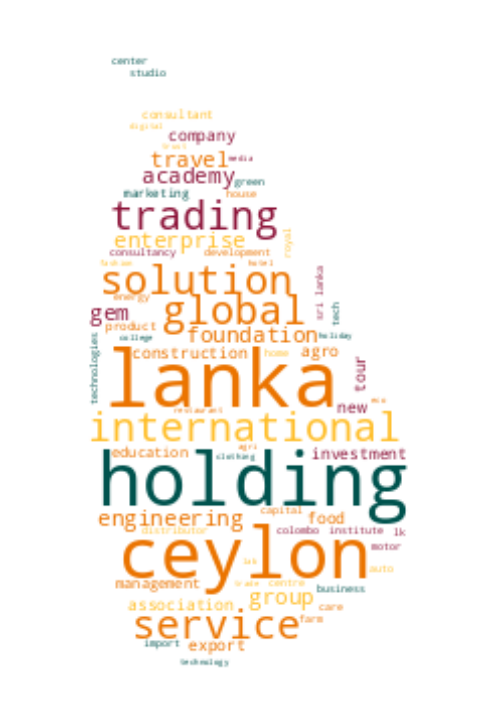 center
studio
consultant
digital
company
travel media
academy green
marketing house
trading
enterprise royal
consultancy development
fashion hotel
solution sri lanka
energy
gem global tech
product
college foundation holiday
technologies construction home agro
lanka tour
new
restaurant
international
agri
education clothing investment
holding
capital
engineering food
distributor colombo institute lk
ceylon motor
auto
management trade centre business
group
association care
service farm
import export
technology